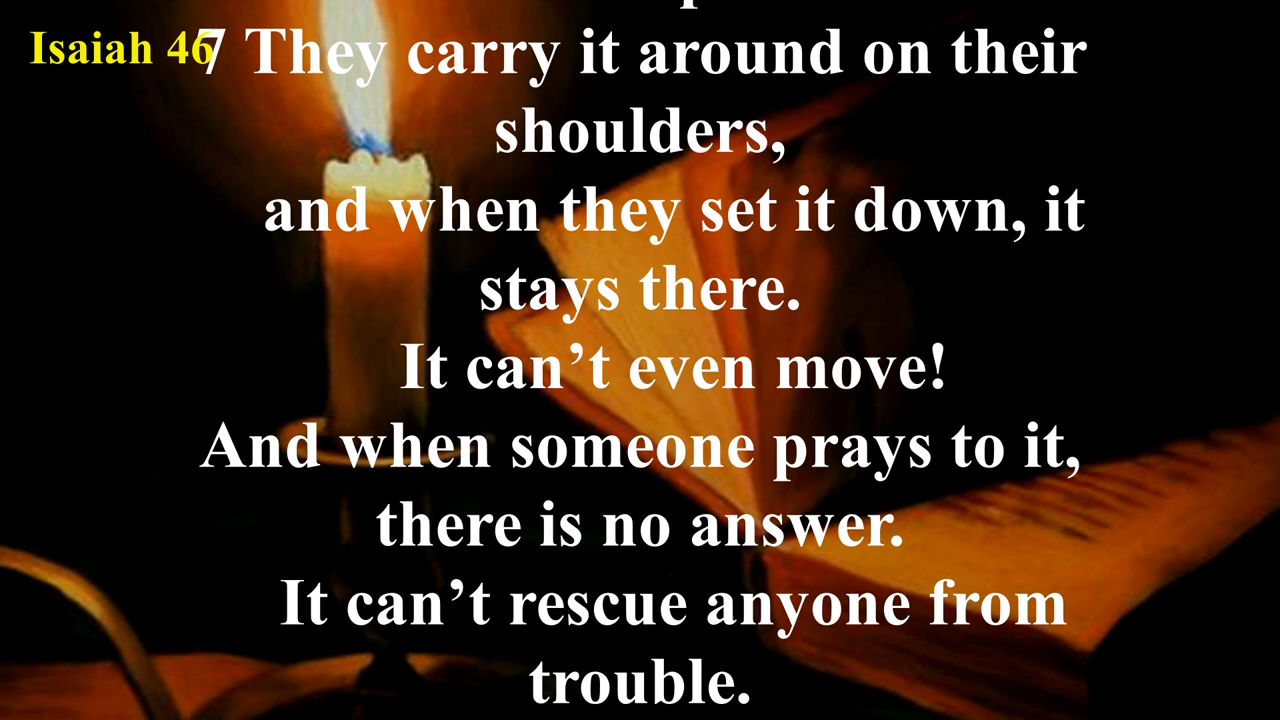 Isaiah 46
7 They carry it around on their
shoulders,
and when they set it down, it
stays there.
It can’t even move!
And when someone prays to it,
there is no answer.
It can’t rescue anyone from
trouble.